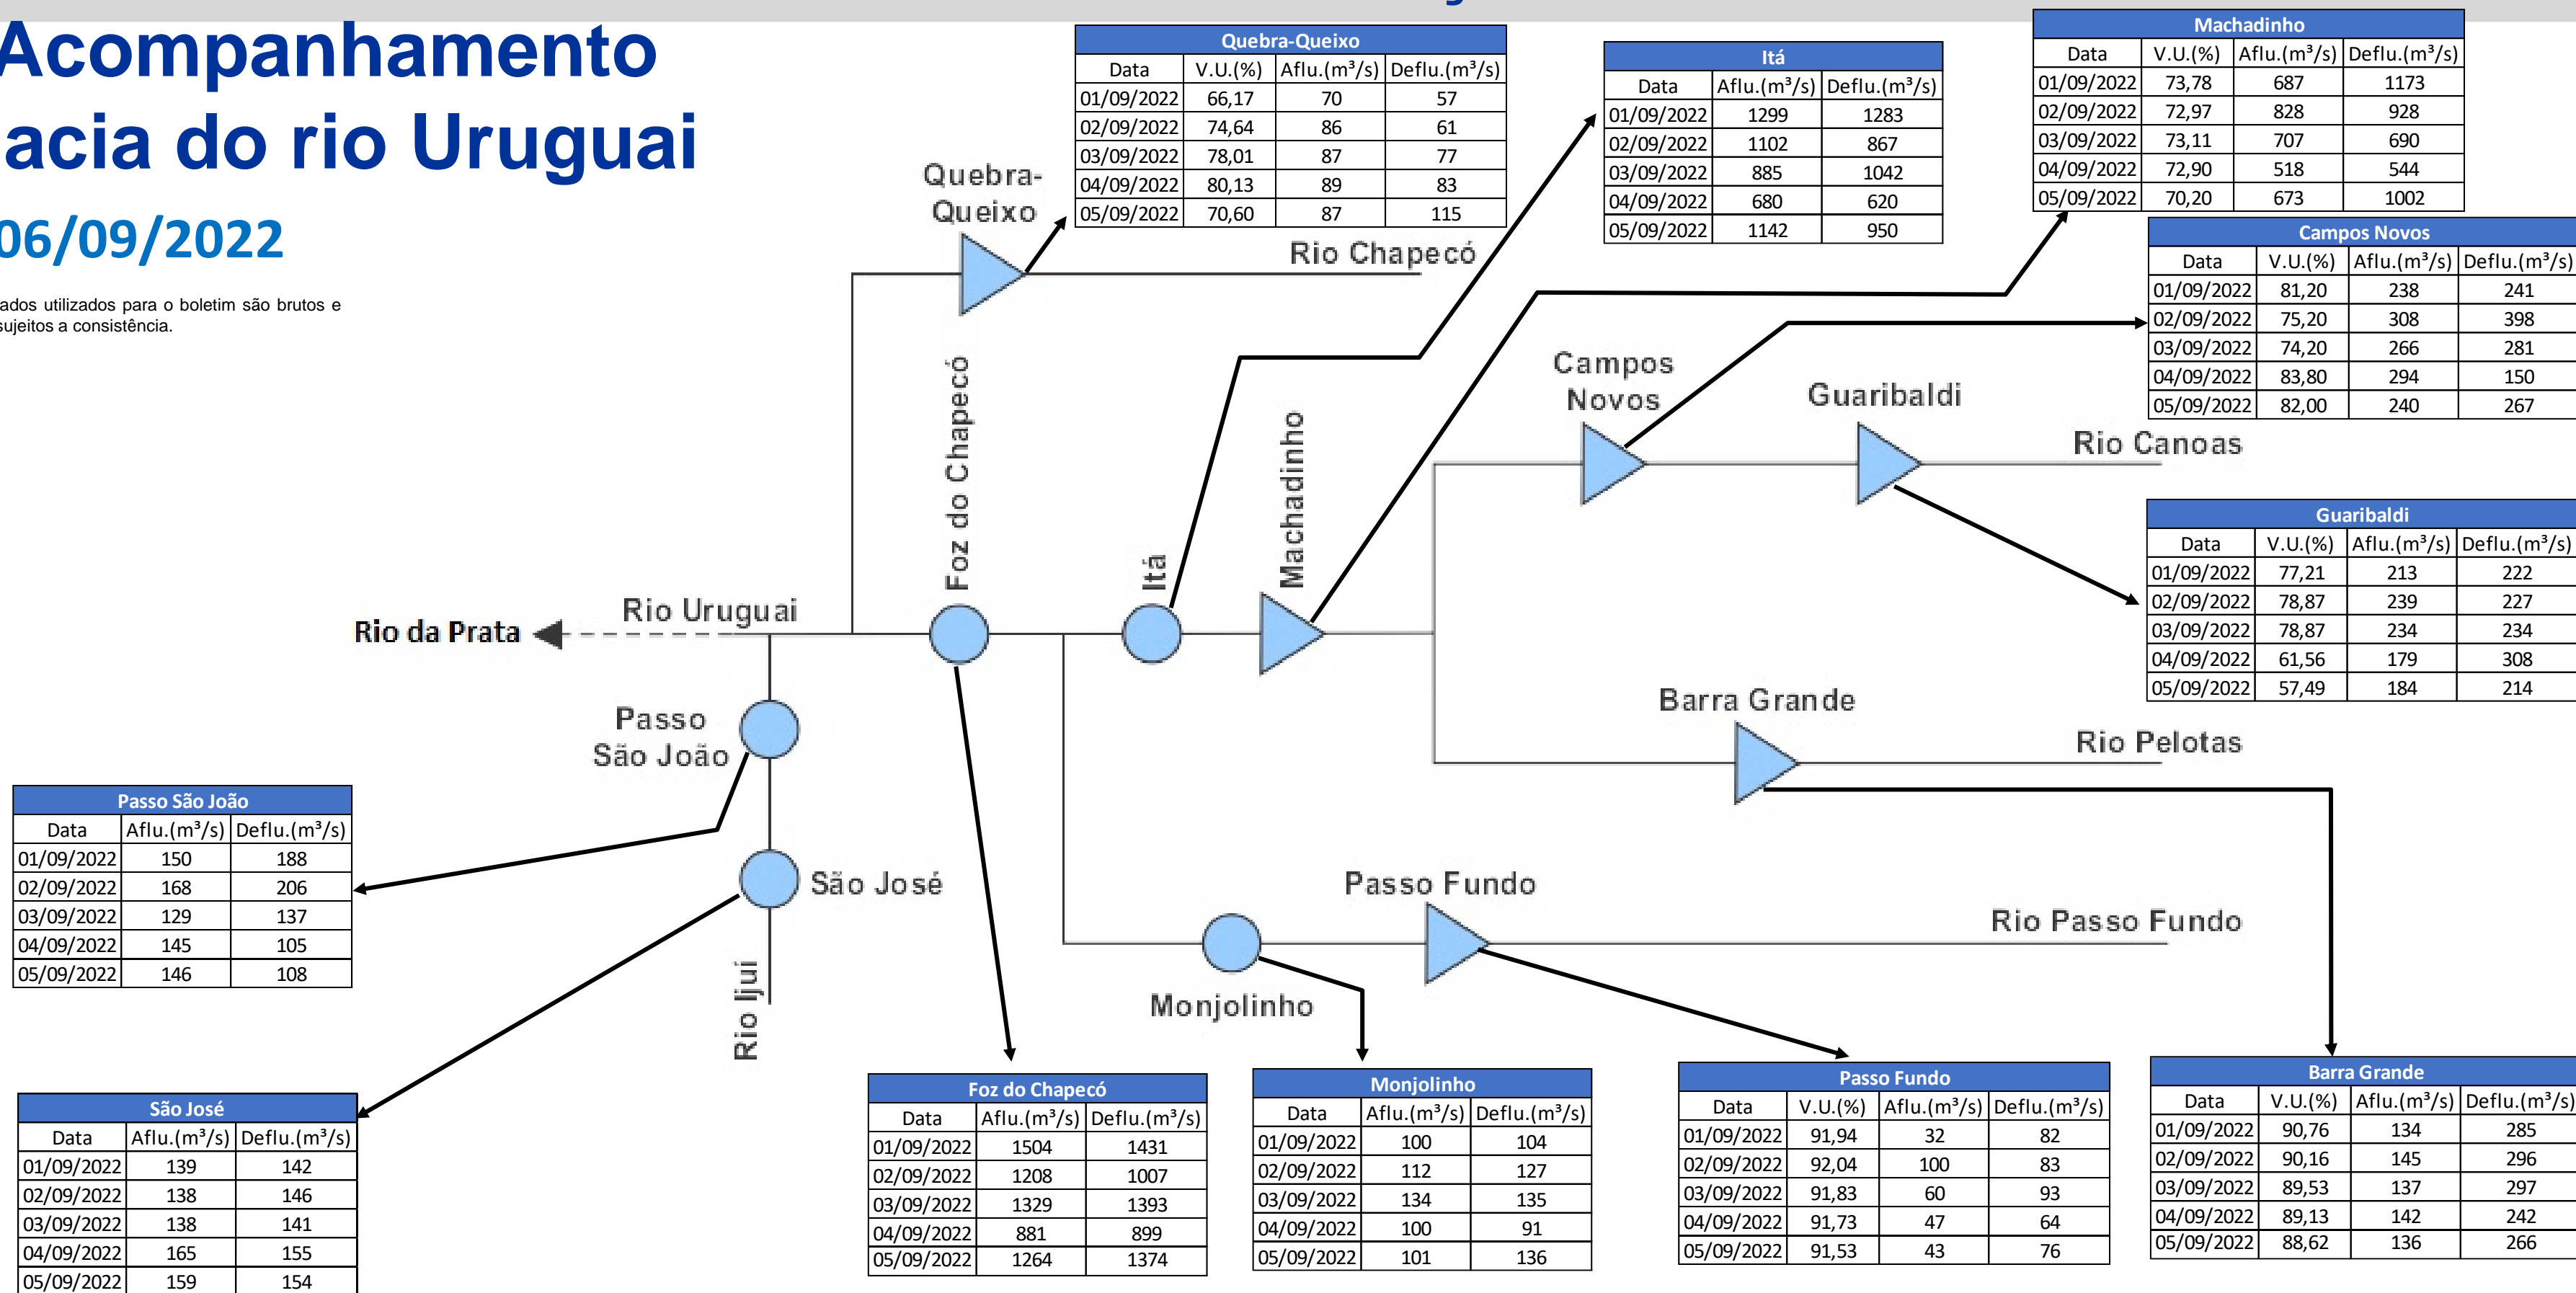 Acompanhamento
acia do rio Uruguai
06/09/2022
ados utilizados para o boletim são brutos e
sujeitos a consistência.
Quebra-Queixo
Data V.U.(%) Aflu.(m³/s) Deflu.(m³/s)
01/09/2022 66,17 70 57
02/09/2022 74,64 86 61
03/09/2022 78,01 87 77
04/09/2022 80,13 89 83
05/09/2022 70,60 87 115
Itá
Data Aflu.(m³/s) Deflu.(m³/s)
01/09/2022 1299 1283
02/09/2022 1102 867
03/09/2022 885 1042
04/09/2022 680 620
05/09/2022 1142 950
Machadinho
Data V.U.(%) Aflu.(m³/s) Deflu.(m³/s)
01/09/2022 73,78 687 1173
02/09/2022 72,97 828 928
03/09/2022 73,11 707 690
04/09/2022 72,90 518 544
05/09/2022 70,20 673 1002
Campos Novos
Data V.U.(%) Aflu.(m³/s) Deflu.(m³/s)
01/09/2022 81,20 238 241
02/09/2022 75,20 308 398
03/09/2022 74,20 266 281
04/09/2022 83,80 294 150
05/09/2022 82,00 240 267
Quebra-
Queixo
Rio Chapecó
Foz do Chapecó
Itá
Machadinho
Campos
Novos
Guaribaldi
Rio Canoas
Guaribaldi
Data V.U.(%) Aflu.(m³/s) Deflu.(m³/s)
01/09/2022 77,21 213 222
02/09/2022 78,87 239 227
03/09/2022 78,87 234 234
04/09/2022 61,56 179 308
05/09/2022 57,49 184 214
Rio da Prata
Rio Uruguai
Passo
São João
Barra Grande
Rio Pelotas
São José
Rio Ijuí
Passo Fundo
Rio Passo Fundo
Monjolinho
Passo São João
Data Aflu.(m³/s) Deflu.(m³/s)
01/09/2022 150 188
02/09/2022 168 206
03/09/2022 129 137
04/09/2022 145 105
05/09/2022 146 108
São José
Data Aflu.(m³/s) Deflu.(m³/s)
01/09/2022 139 142
02/09/2022 138 146
03/09/2022 138 141
04/09/2022 165 155
05/09/2022 159 154
Foz do Chapecó
Data Aflu.(m³/s) Deflu.(m³/s)
01/09/2022 1504 1431
02/09/2022 1208 1007
03/09/2022 1329 1393
04/09/2022 881 899
05/09/2022 1264 1374
Monjolinho
Data Aflu.(m³/s) Deflu.(m³/s)
01/09/2022 100 104
02/09/2022 112 127
03/09/2022 134 135
04/09/2022 100 91
05/09/2022 101 136
Passo Fundo
Data V.U.(%) Aflu.(m³/s) Deflu.(m³/s)
01/09/2022 91,94 32 82
02/09/2022 92,04 100 83
03/09/2022 91,83 60 93
04/09/2022 91,73 47 64
05/09/2022 91,53 43 76
Barra Grande
Data V.U.(%) Aflu.(m³/s) Deflu.(m³/s)
01/09/2022 90,76 134 285
02/09/2022 90,16 145 296
03/09/2022 89,53 137 297
04/09/2022 89,13 142 242
05/09/2022 88,62 136 266